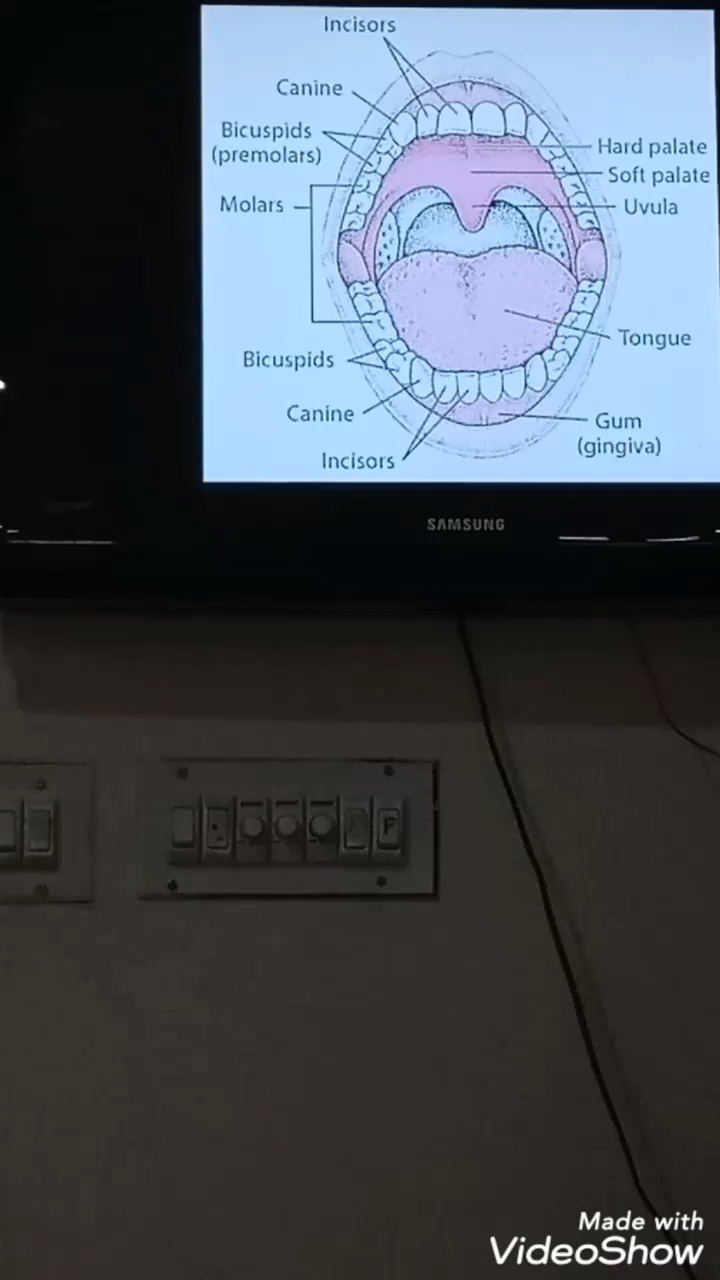 Incisors
Canine
Bicuspids
(premolars)
Molars
Hard palate
Soft palate
Uvula
Tongue
Bicuspids
Canine
Gum
(gingiva)
Incisors
SAMSUNG
F
Made with
VideoShow